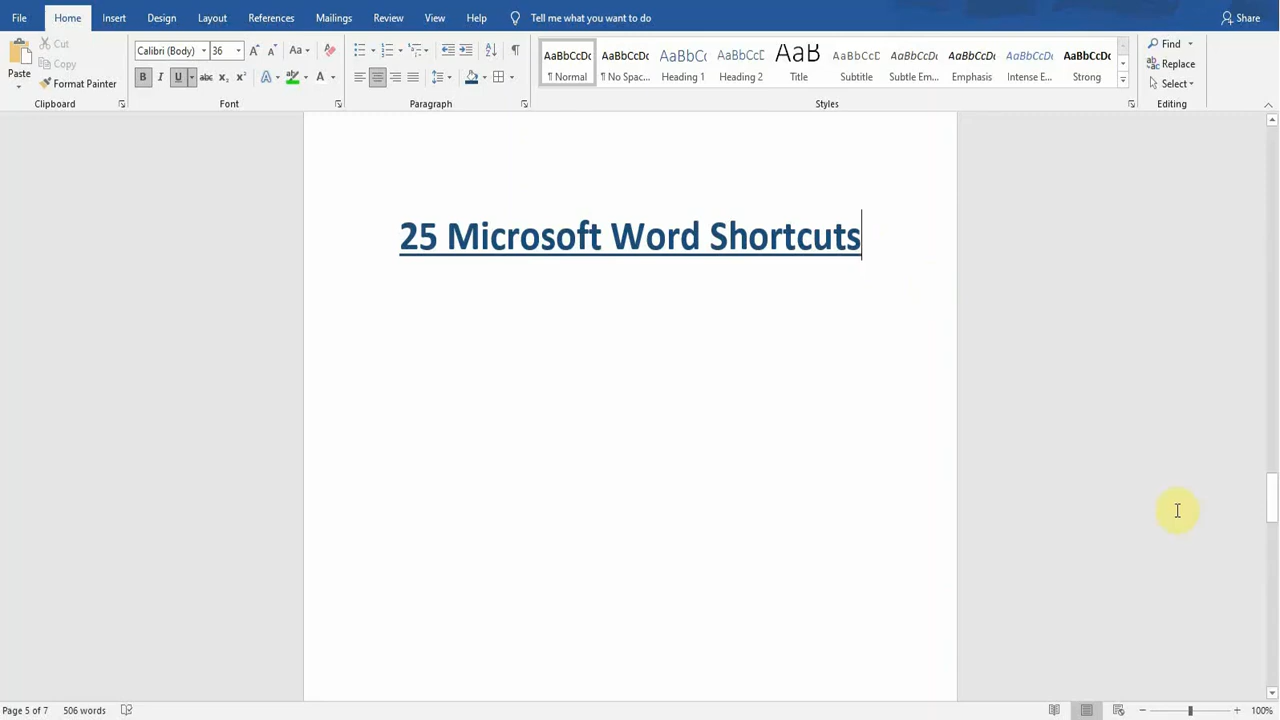 File Home Insert Design Layout References Mailings Review View Help Tell me what you want to do Share
Paste
Cut
Copy
Format Painter
Clipboard
Calibri (Body) 36
Font
Paragraph
AaBbCcDc AaBbCcDc AaBbCc AaBbCcD AaB AaBbCcD AaBbCcDc AaBbCcDc AaBbCcDc AaBbCcDc
¶ Normal ¶ No Spac... Heading 1 Heading 2 Title Subtitle Subtle Em... Emphasis Intense E... Strong
Styles
Find
Replace
Select
Editing
25 Microsoft Word Shortcuts
Page 5 of 7 506 words 100%